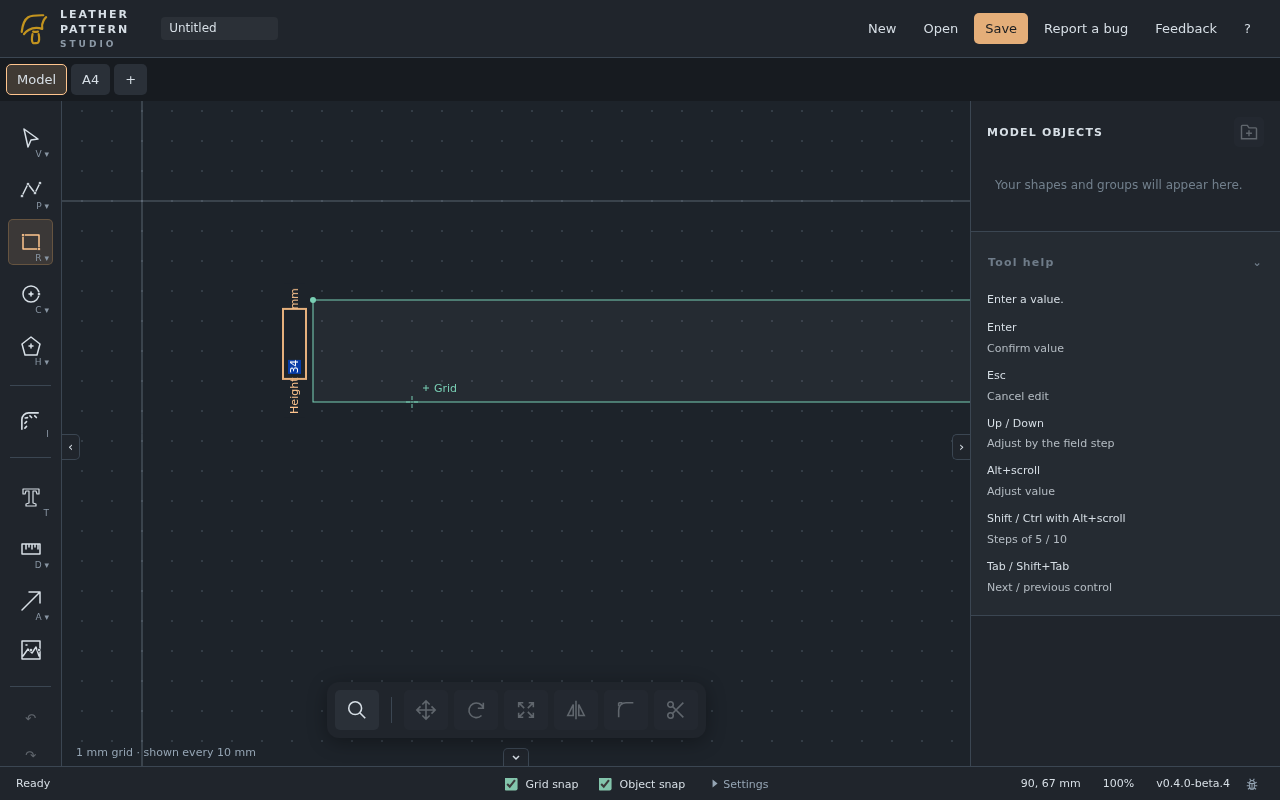 LEATHER
PATTERN
STUDIO
Untitled
New
Open
Save
Report a bug
Feedback
?
Model
A4
+
V ▾
P ▾
R ▾
C ▾
H ▾
I
T
D ▾
A ▾
mm
34
Height
+ Grid
MODEL OBJECTS
Your shapes and groups will appear here.
Tool help
Enter a value.
Enter
Confirm value
Esc
Cancel edit
Up / Down
Adjust by the field step
Alt+scroll
Adjust value
Shift / Ctrl with Alt+scroll
Steps of 5 / 10
Tab / Shift+Tab
Next / previous control
1 mm grid · shown every 10 mm
Ready
Grid snap
Object snap
Settings
90, 67 mm
100%
v0.4.0-beta.4